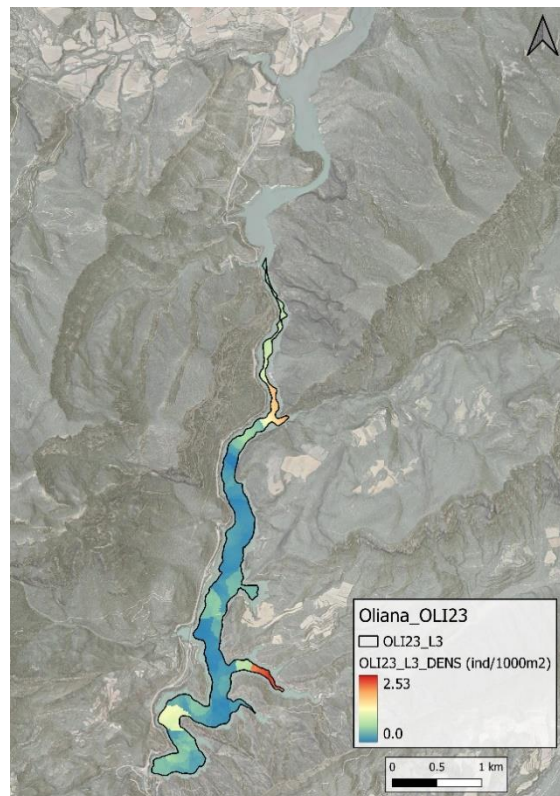 Oliana_OLI23
OLI23_L3
OLI23_L3_DENS (ind/1000m2)
2.53
0.0
0 0.5 1 km